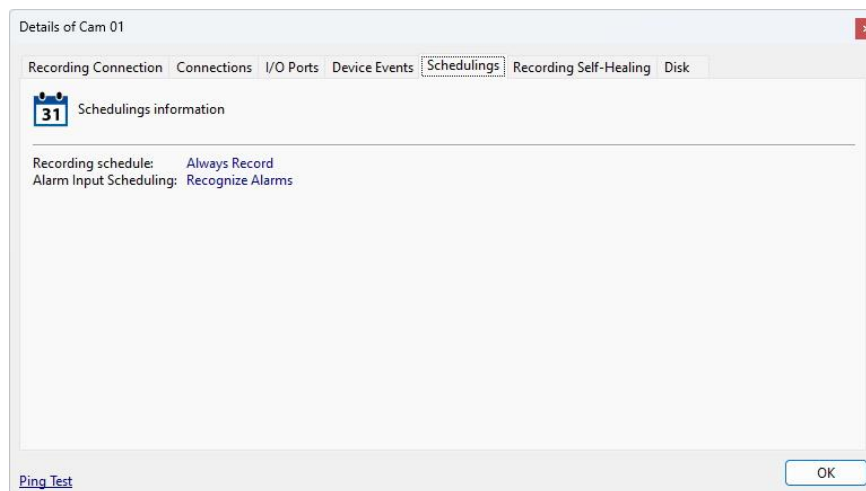 Details of Cam 01
Recording Connection Connections I/O Ports Device Events Schedulings Recording Self-Healing Disk
31 Schedulings information
Recording schedule: Always Record
Alarm Input Scheduling: Recognize Alarms
Ping Test OK